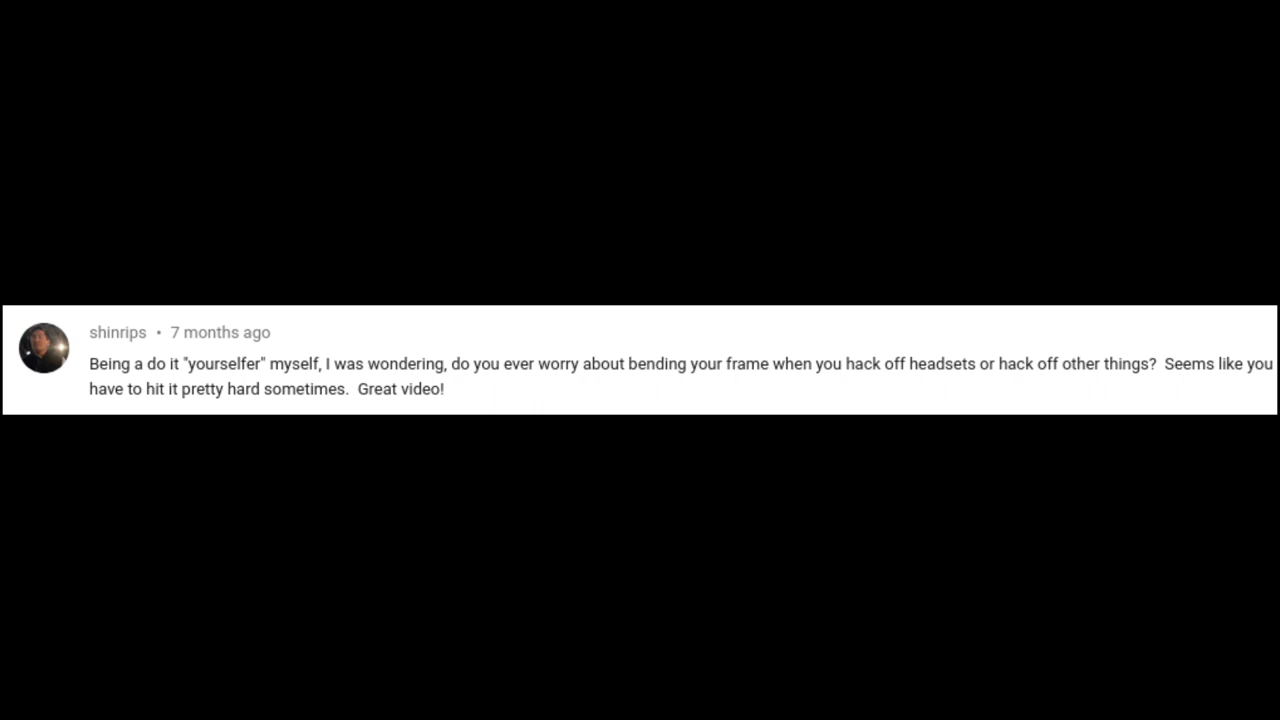 shinrips • 7 months ago
Being a do it "yourselfer" myself, I was wondering, do you ever worry about bending your frame when you hack off headsets or hack off other things?  Seems like you
have to hit it pretty hard sometimes.  Great video!